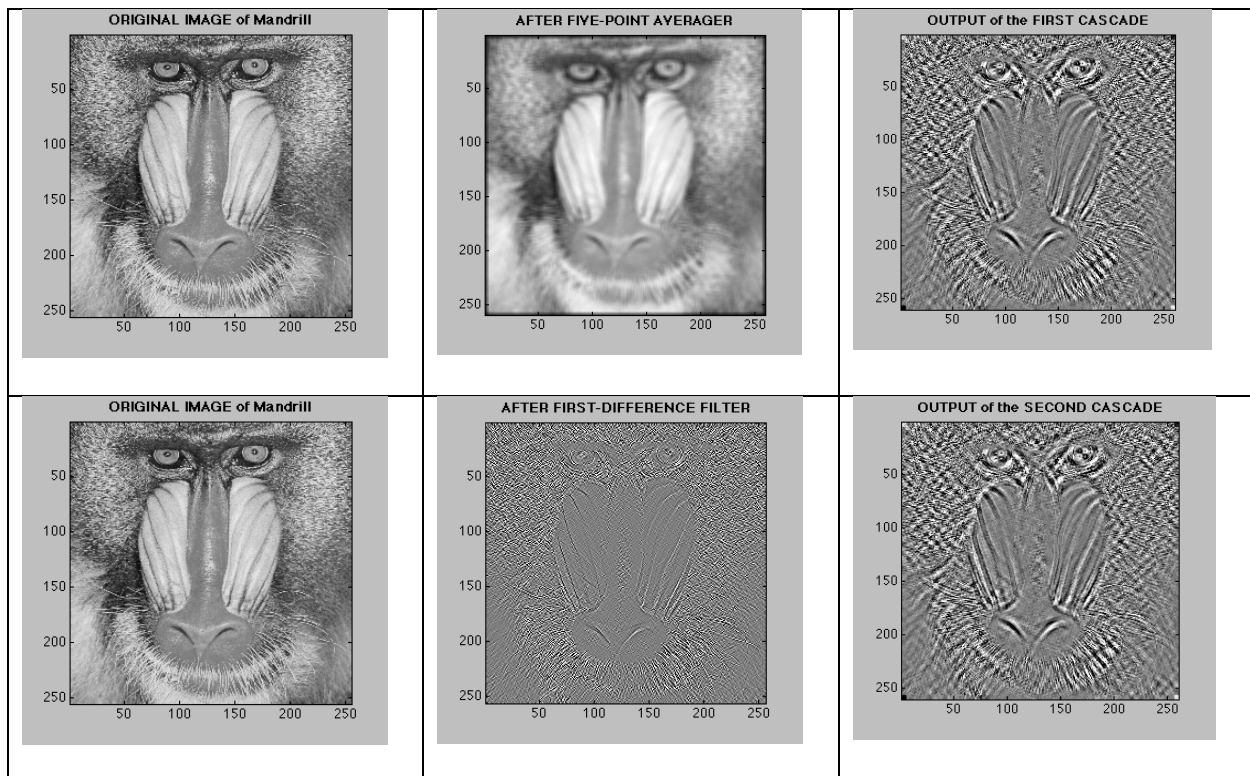 ORIGINAL IMAGE of Mandrill
50
100
150
200
250
50 100 150 200 250
AFTER FIVE-POINT AVERAGER
50
100
150
200
250
50 100 150 200 250
OUTPUT of the FIRST CASCADE
50
100
150
200
250
50 100 150 200 250
ORIGINAL IMAGE of Mandrill
50
100
150
200
250
50 100 150 200 250
AFTER FIRST-DIFFERENCE FILTER
50
100
150
200
250
50 100 150 200 250
OUTPUT of the SECOND CASCADE
50
100
150
200
250
50 100 150 200 250